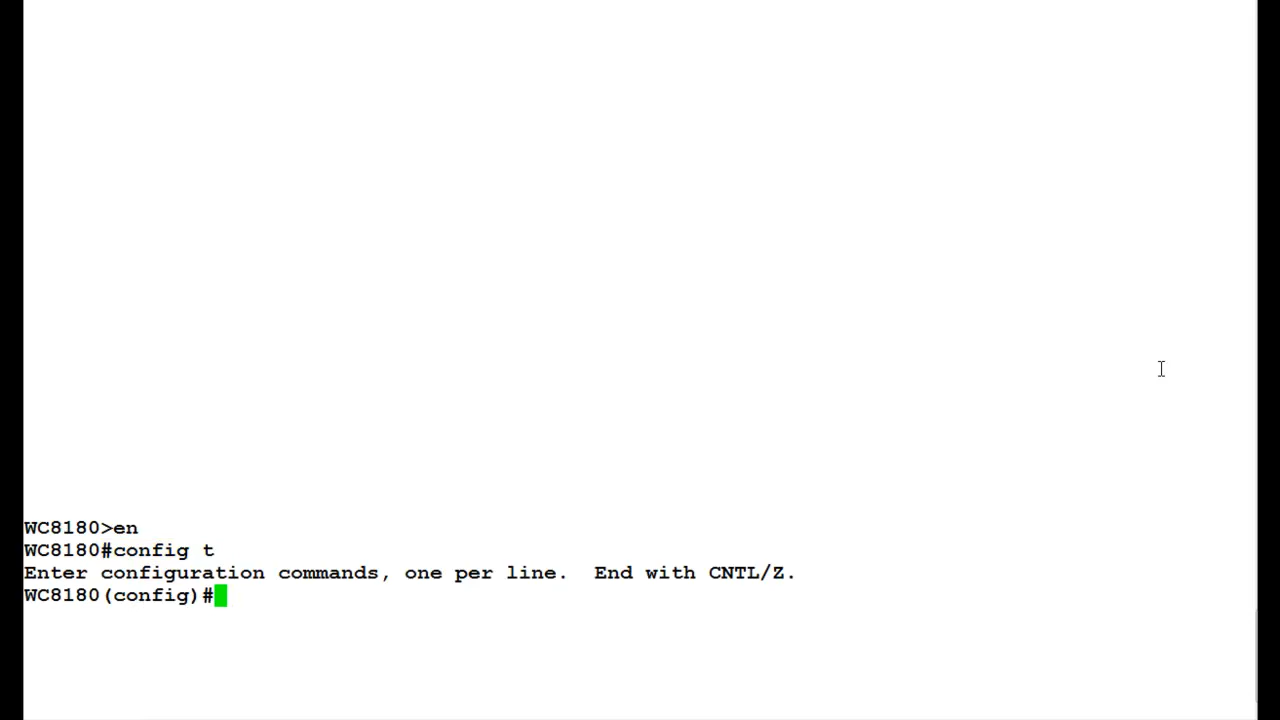 WC8180>en
WC8180#config t
Enter configuration commands, one per line.  End with CNTL/Z.
WC8180(config)#